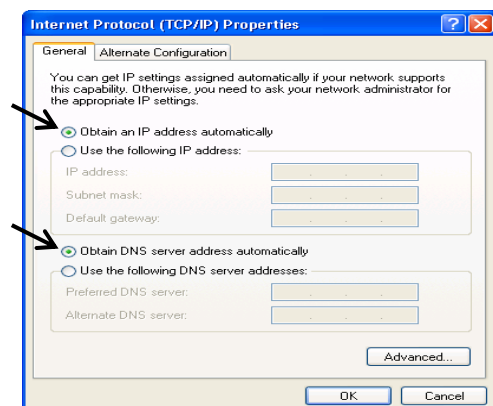 Internet Protocol (TCP/IP) Properties
General
Alternate Configuration
You can get IP settings assigned automatically if your network supports
this capability. Otherwise, you need to ask your network administrator for
the appropriate IP settings.
Obtain an IP address automatically
Use the following IP address:
IP address:
Subnet mask:
Default gateway:
Obtain DNS server address automatically
Use the following DNS server addresses:
Preferred DNS server:
Alternate DNS server:
Advanced...
OK
Cancel